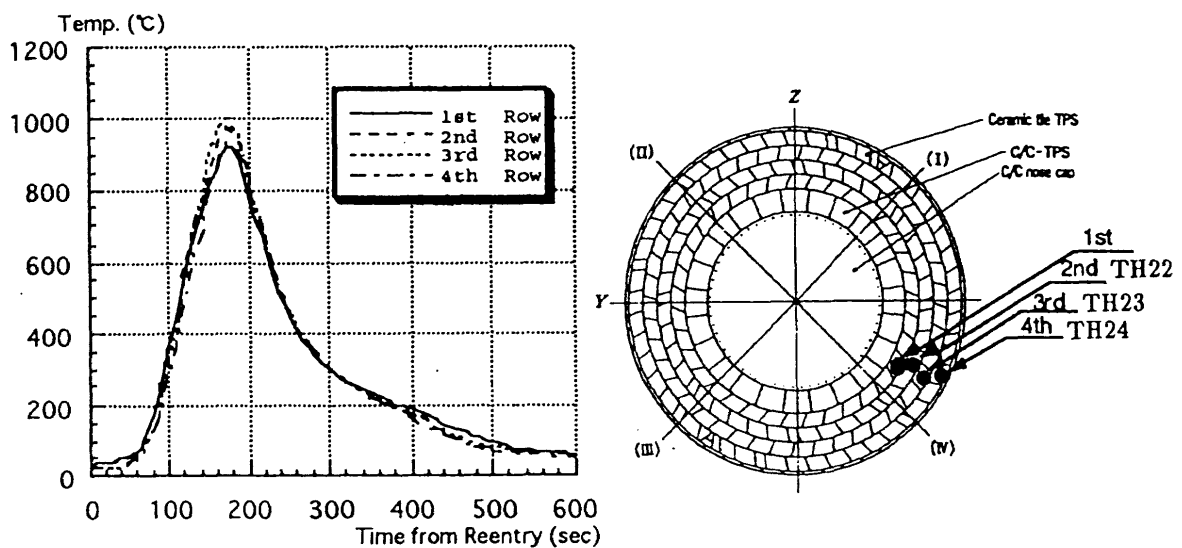 Temp. (℃)
1200
1000
800
600
400
200
0
1st Row
2nd Row
3rd Row
4th Row
0 100 200 300 400 500 600
Time from Reentry (sec)
Z
Ceramic tile TPS
C/C-TPS
C/C nose cap
(II)
(I)
Y
1st
2nd TH22
3rd TH23
4th TH24
(III)
(IV)